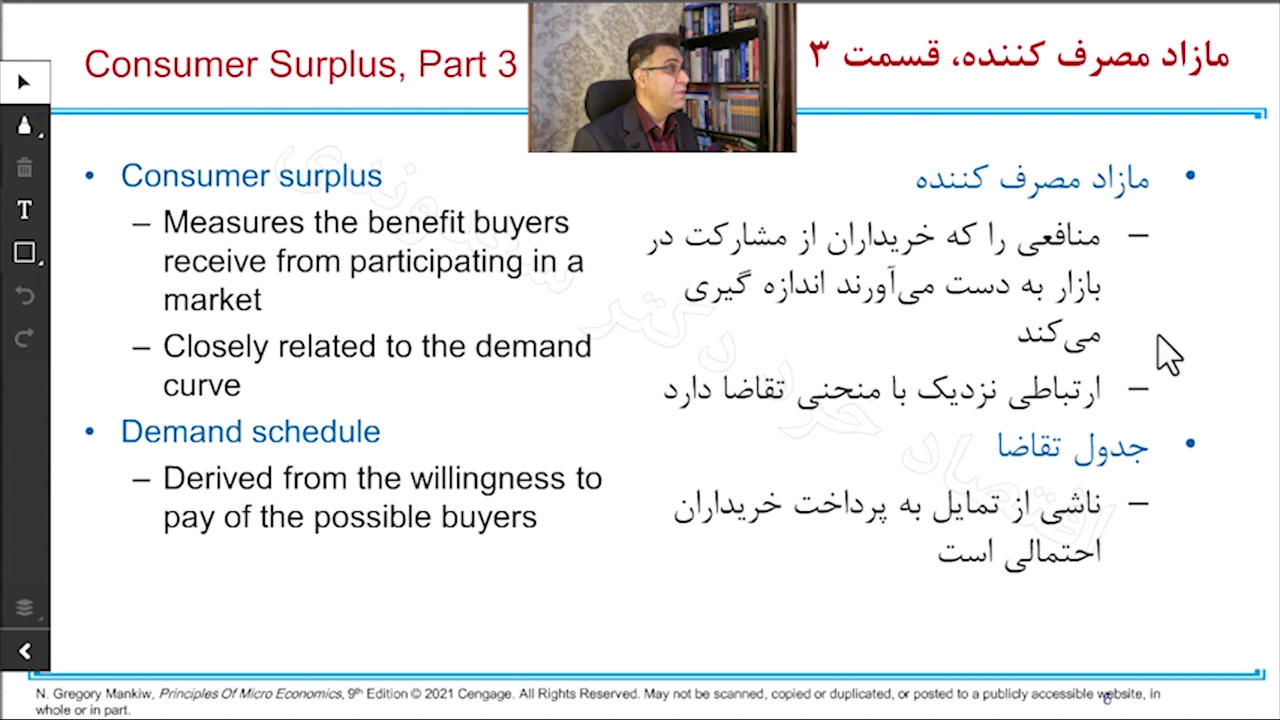 Consumer Surplus, Part 3
مازاد مصرف کننده، قسمت ۳
• Consumer surplus
– Measures the benefit buyers
receive from participating in a
market
– Closely related to the demand
curve
• Demand schedule
– Derived from the willingness to
pay of the possible buyers
• مازاد مصرف کننده
– منافعی را که خریداران از مشارکت در
بازار به دست می‌آورند اندازه گیری
می‌کند
– ارتباطی نزدیک با منحنی تقاضا دارد
• جدول تقاضا
– ناشی از تمایل به پرداخت خریداران
احتمالی است
N. Gregory Mankiw, Principles Of Micro Economics, 9th Edition © 2021 Cengage. All Rights Reserved. May not be scanned, copied or duplicated, or posted to a publicly accessible website, in
whole or in part.
6